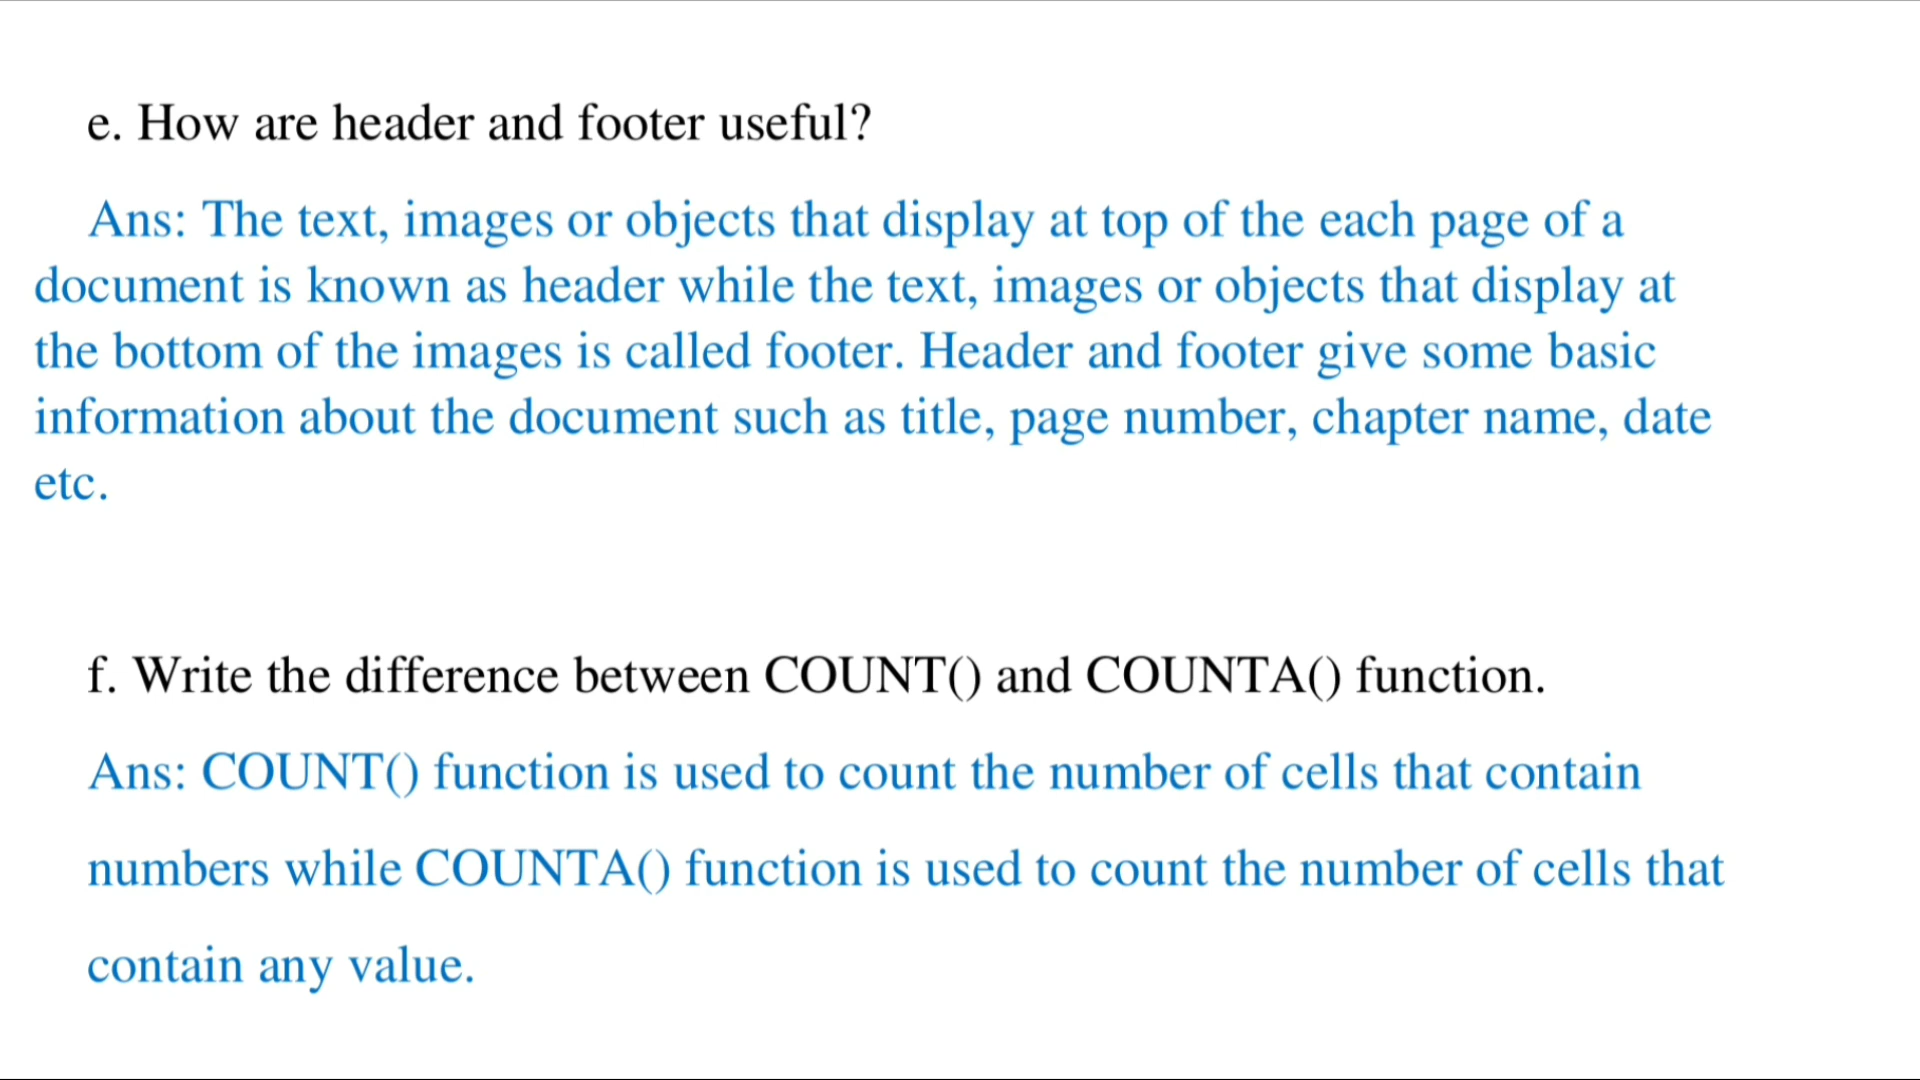 e. How are header and footer useful?
Ans: The text, images or objects that display at top of the each page of a
document is known as header while the text, images or objects that display at
the bottom of the images is called footer. Header and footer give some basic
information about the document such as title, page number, chapter name, date
etc.
f. Write the difference between COUNT() and COUNTA() function.
Ans: COUNT() function is used to count the number of cells that contain
numbers while COUNTA() function is used to count the number of cells that
contain any value.